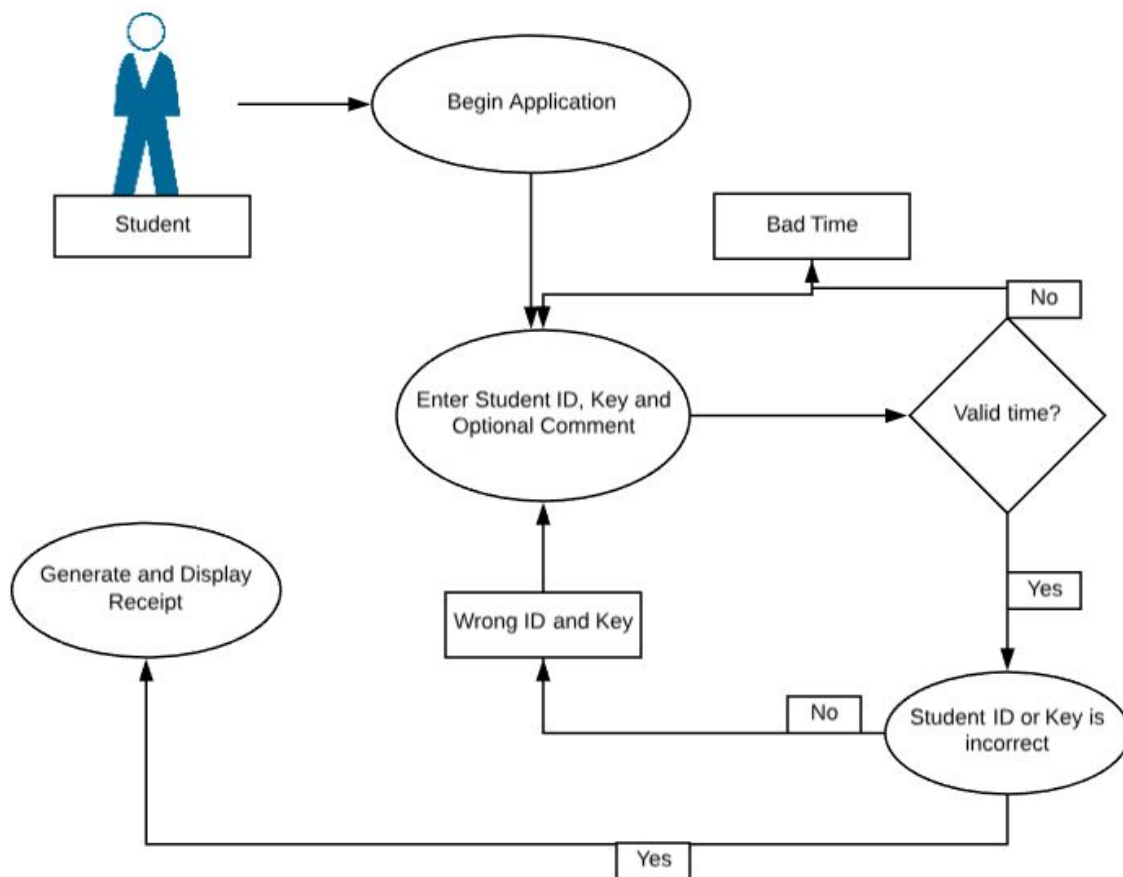 Begin Application
Student
Bad Time
No
Enter Student ID, Key and
Optional Comment
Valid time?
Generate and Display
Receipt
Yes
Wrong ID and Key
No
Student ID or Key is
incorrect
Yes